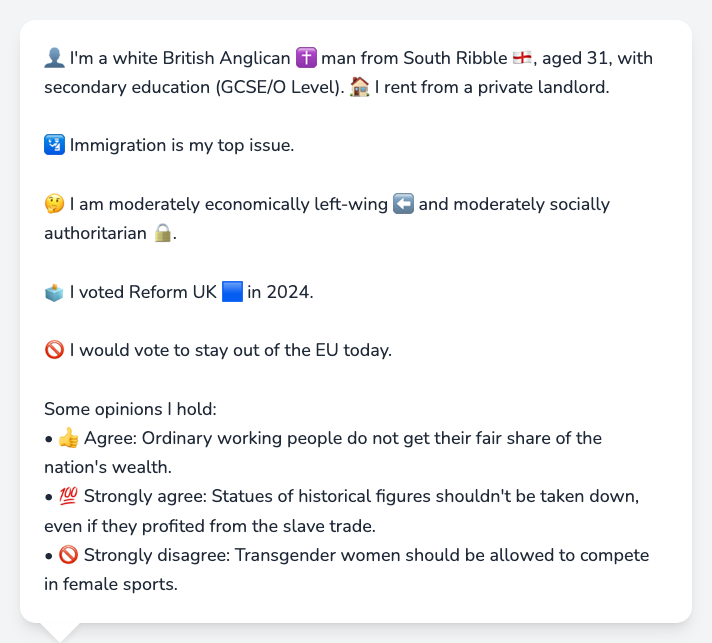 👤 I'm a white British Anglican ✝️ man from South Ribble 🏴󠁧󠁢󠁥󠁮󠁧󠁿, aged 31, with
secondary education (GCSE/O Level). 🏠 I rent from a private landlord.
🛂 Immigration is my top issue.
🤔 I am moderately economically left-wing ⬅️ and moderately socially
authoritarian 🔒.
🗳️ I voted Reform UK 🟦 in 2024.
🚫 I would vote to stay out of the EU today.
Some opinions I hold:
• 👍 Agree: Ordinary working people do not get their fair share of the
nation's wealth.
• 💯 Strongly agree: Statues of historical figures shouldn't be taken down,
even if they profited from the slave trade.
• 🚫 Strongly disagree: Transgender women should be allowed to compete
in female sports.